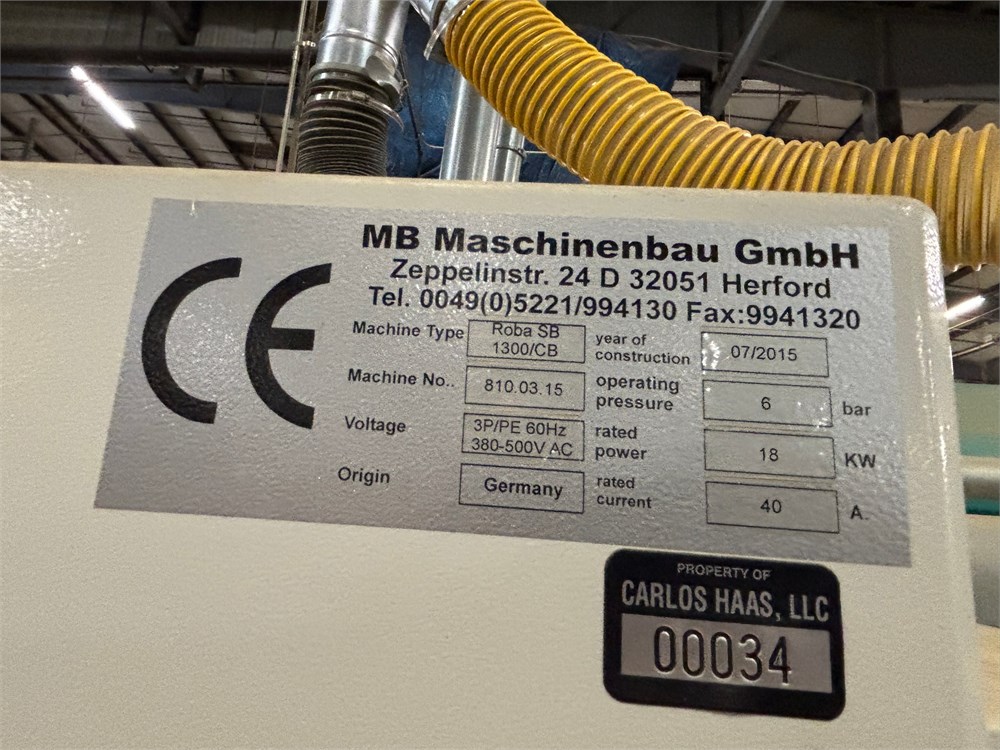 CE
MB Maschinenbau GmbH
Zeppelinstr. 24 D 32051 Herford
Tel. 0049(0)5221/994130 Fax:9941320
Machine Type
Roba SB
1300/CB
year of
construction
07/2015
Machine No..
810.03.15
operating
pressure
6
bar
Voltage
3P/PE 60Hz
380-500V AC
rated
power
18
KW
Origin
Germany
rated
current
40
A.
PROPERTY OF
CARLOS HAAS, LLC
00034